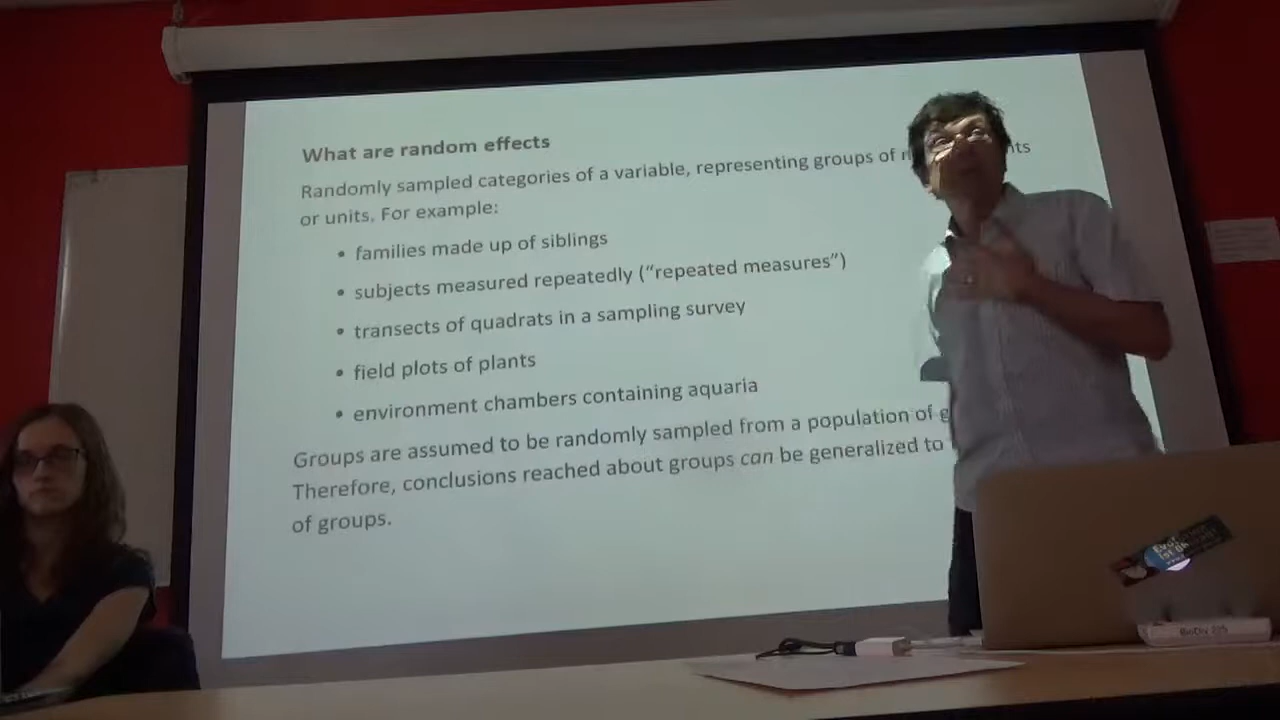 What are random effects
Randomly sampled categories of a variable, representing groups of
or units. For example:
• families made up of siblings
• subjects measured repeatedly (“repeated measures”)
• transects of quadrats in a sampling survey
• field plots of plants
• environment chambers containing aquaria
Groups are assumed to be randomly sampled from a population of
Therefore, conclusions reached about groups can be generalized to
of groups.